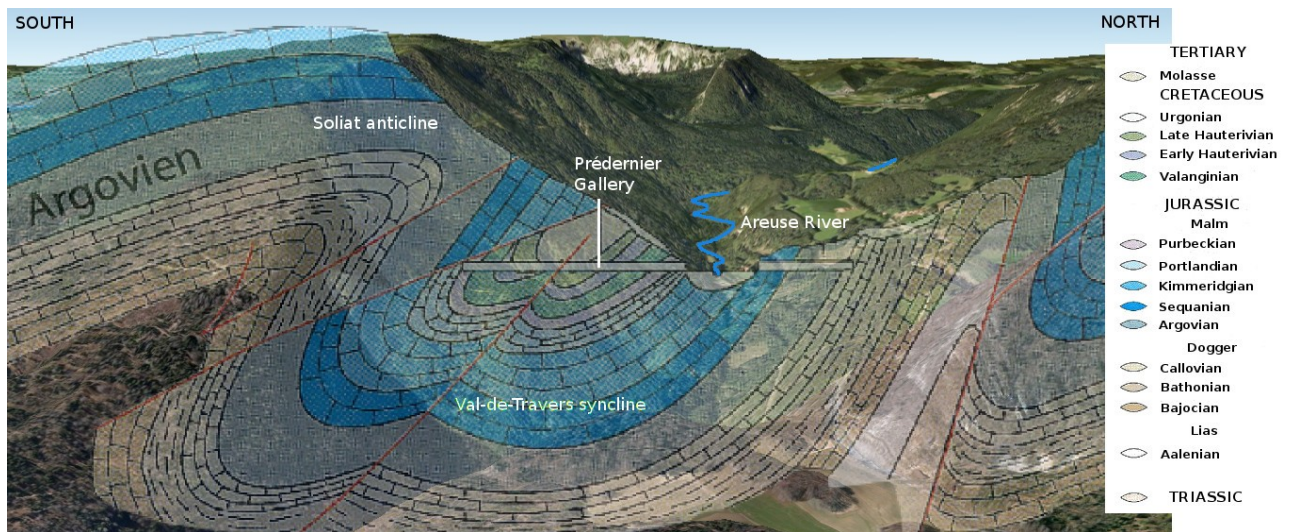 SOUTH
NORTH
Soliat anticline
Argovien
Prédernier
Gallery
Areuse River
Val-de-Travers syncline
TERTIARY
Molasse
CRETACEOUS
Urgonian
Late Hauterivian
Early Hauterivian
Valanginian
JURASSIC
Malm
Purbeckian
Portlandian
Kimmeridgian
Sequanian
Argovian
Dogger
Callovian
Bathonian
Bajocian
Lias
Aalenian
TRIASSIC